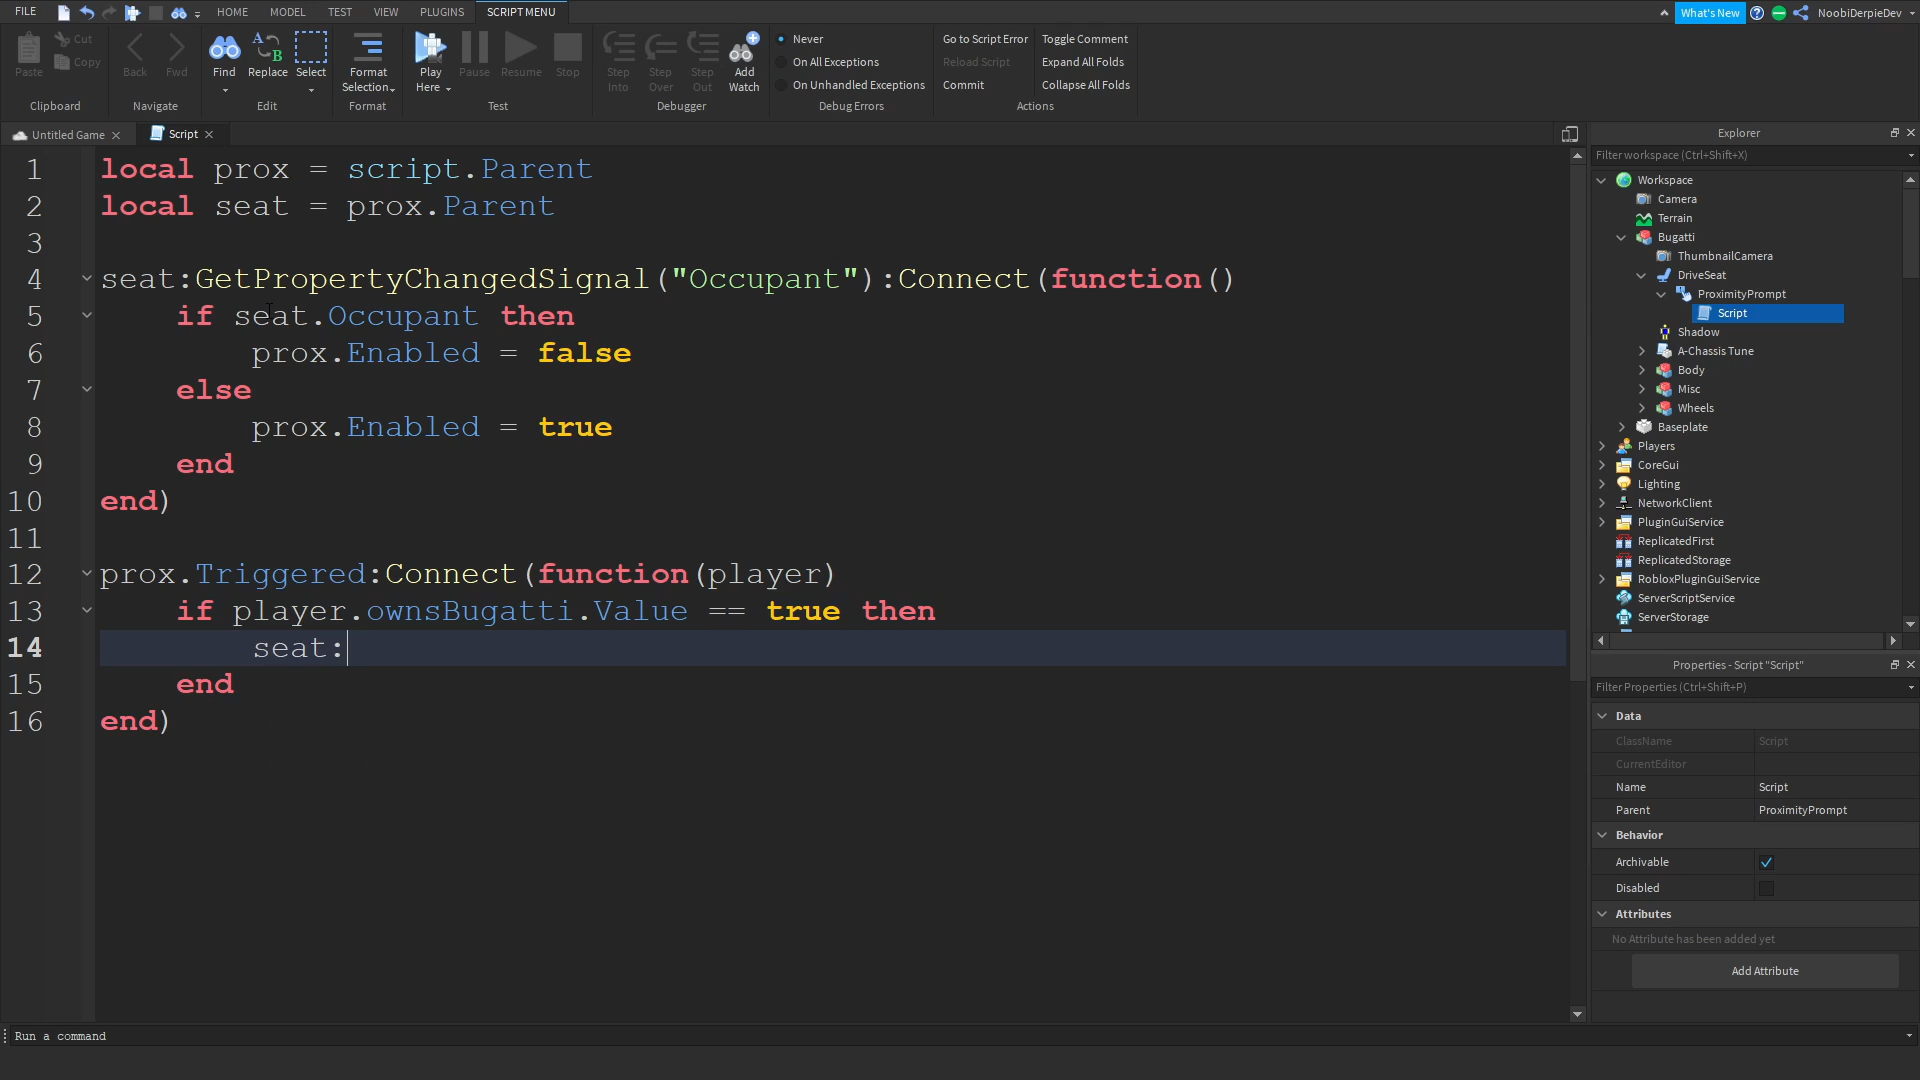 FILE HOME MODEL TEST VIEW PLUGINS SCRIPT MENU What's New NoobiDerpieDev
Paste Cut Copy
Clipboard
Back Fwd
Navigate
Find Replace Select
Edit
Format Selection
Format
Play Here Pause Resume Stop
Test
Step Into Step Over Step Out Add Watch
Debugger
Never
On All Exceptions
On Unhandled Exceptions
Debug Errors
Go to Script Error Toggle Comment
Reload Script Expand All Folds
Commit Collapse All Folds
Actions
Untitled Game Script
1 local prox = script.Parent
2 local seat = prox.Parent
3
4 seat:GetPropertyChangedSignal("Occupant"):Connect(function()
5 if seat.Occupant then
6 prox.Enabled = false
7 else
8 prox.Enabled = true
9 end
10 end)
11
12 prox.Triggered:Connect(function(player)
13 if player.ownsBugatti.Value == true then
14 seat:
15 end
16 end)
Explorer
Filter workspace (Ctrl+Shift+X)
Workspace
Camera
Terrain
Bugatti
ThumbnailCamera
DriveSeat
ProximityPrompt
Script
Shadow
A-Chassis Tune
Body
Misc
Wheels
Baseplate
Players
CoreGui
Lighting
NetworkClient
PluginGuiService
ReplicatedFirst
ReplicatedStorage
RobloxPluginGuiService
ServerScriptService
ServerStorage
Properties - Script "Script"
Filter Properties (Ctrl+Shift+P)
Data
ClassName Script
CurrentEditor
Name Script
Parent ProximityPrompt
Behavior
Archivable
Disabled
Attributes
No Attribute has been added yet
Add Attribute
Run a command